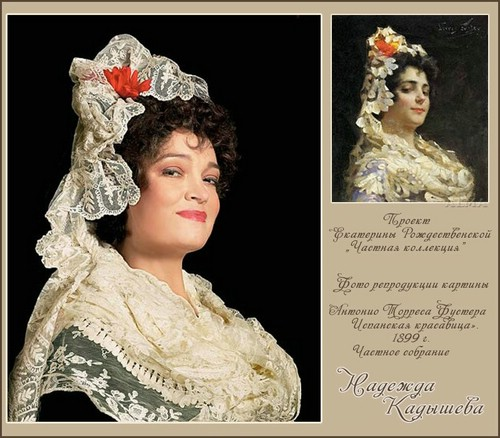 Проект
Екатерины Рождественской
„Частная коллекция"
Фото репродукции картины
Антонио Торреса Фустера
Испанская красавица».
1899 г.
Частное собрание
Надежда
Кадышева